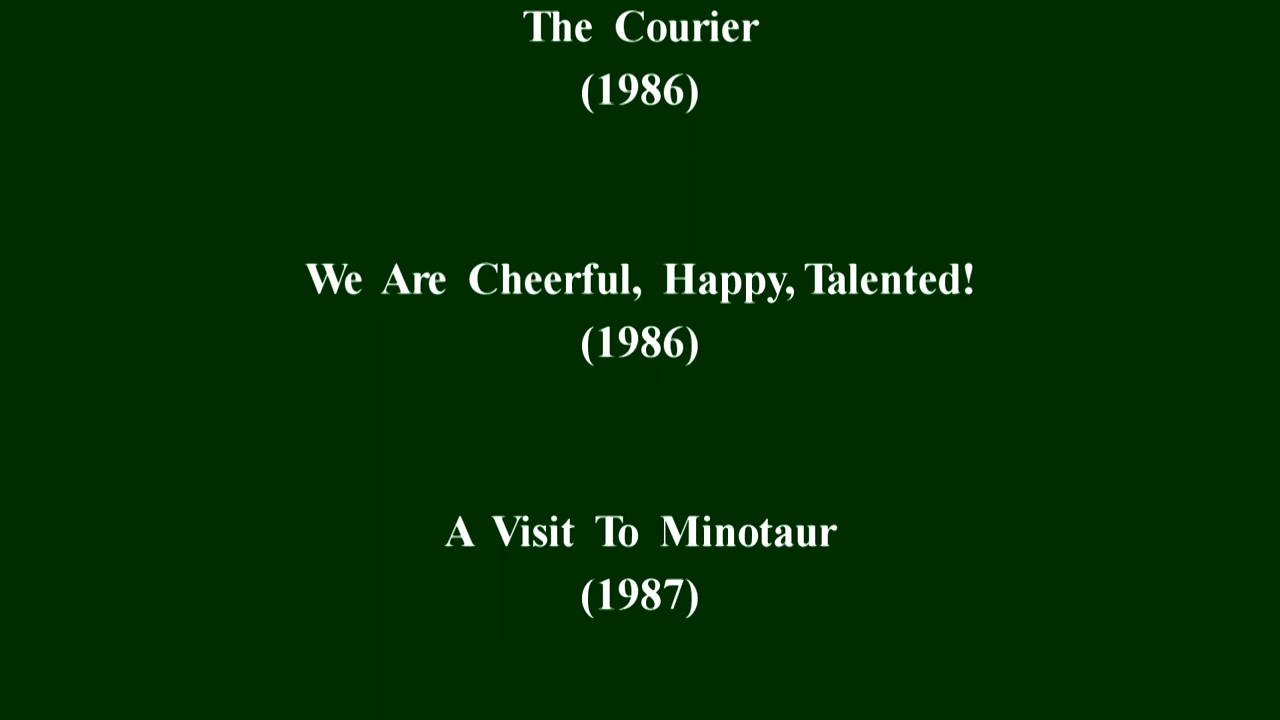 The Courier
(1986)
We Are Cheerful, Happy, Talented!
(1986)
A Visit To Minotaur
(1987)